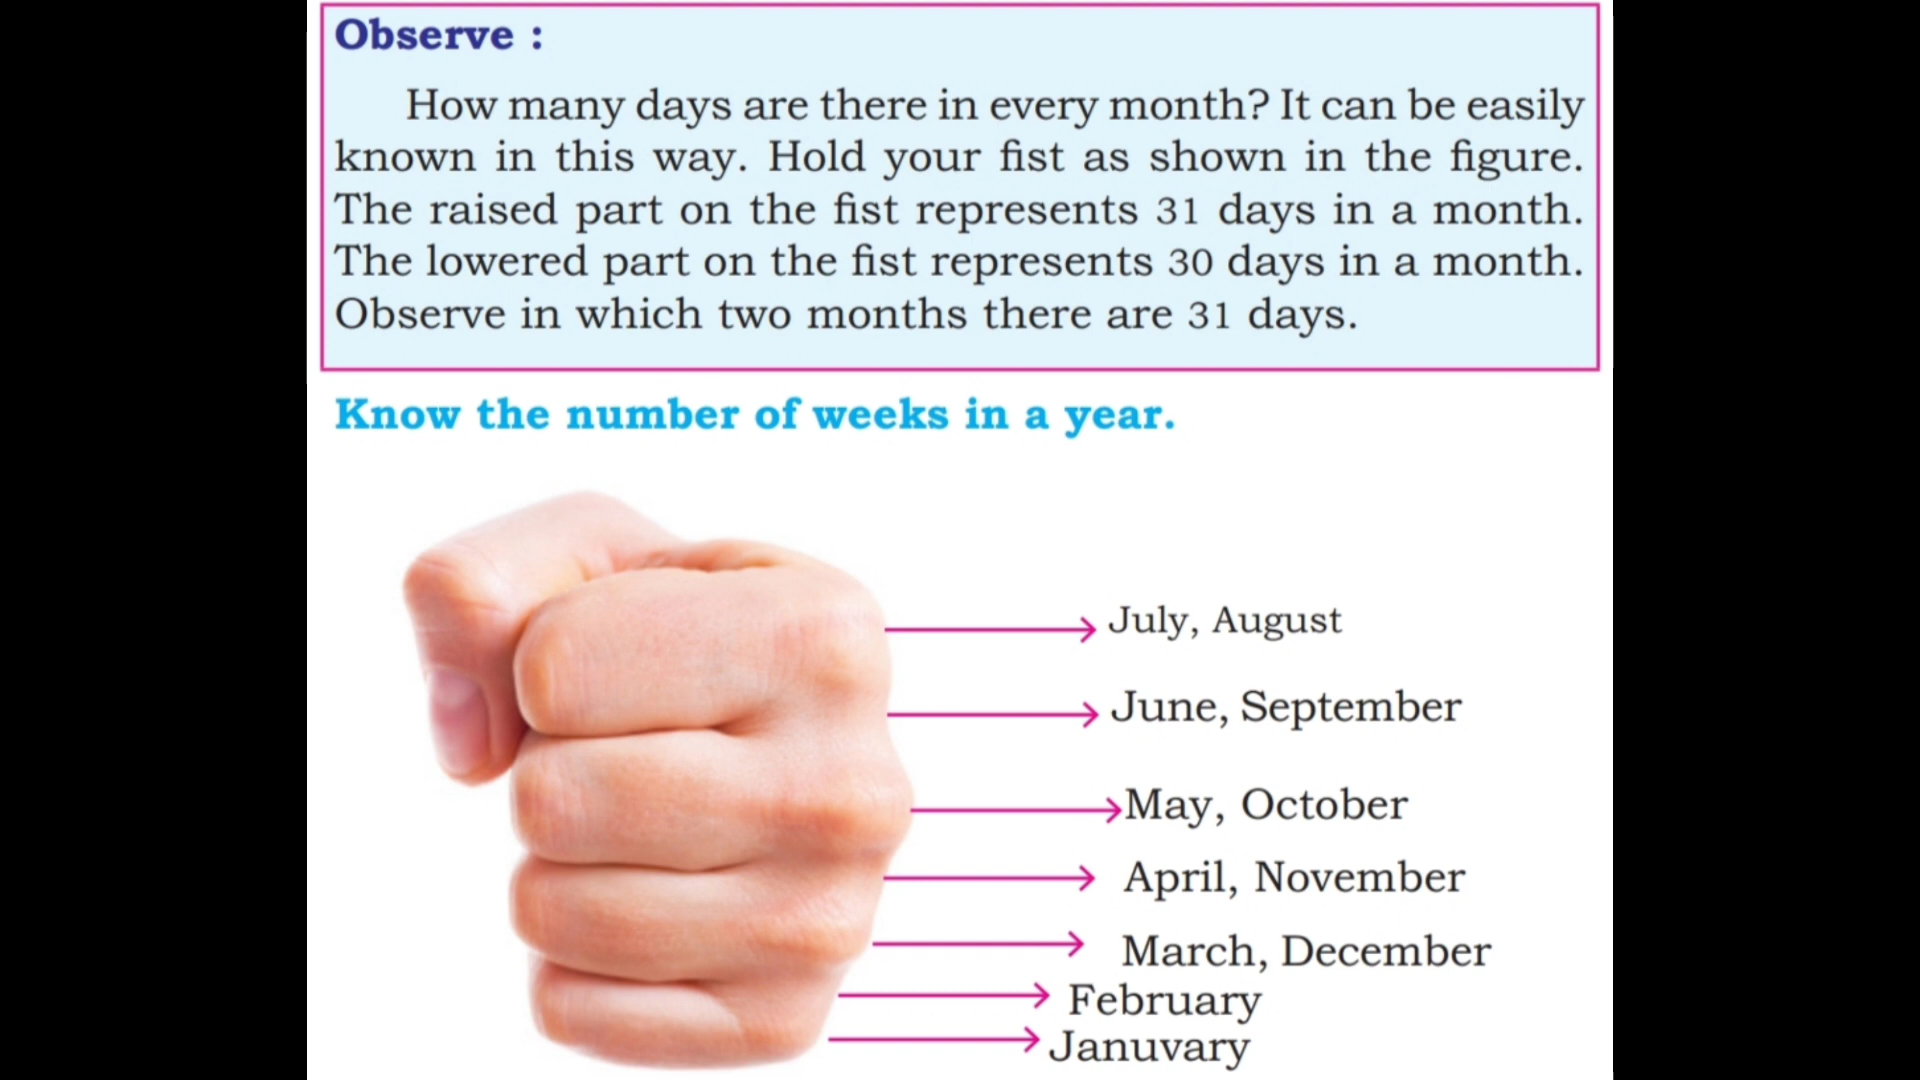 Observe :
How many days are there in every month? It can be easily
known in this way. Hold your fist as shown in the figure.
The raised part on the fist represents 31 days in a month.
The lowered part on the fist represents 30 days in a month.
Observe in which two months there are 31 days.
Know the number of weeks in a year.
July, August
June, September
May, October
April, November
March, December
February
Januvary